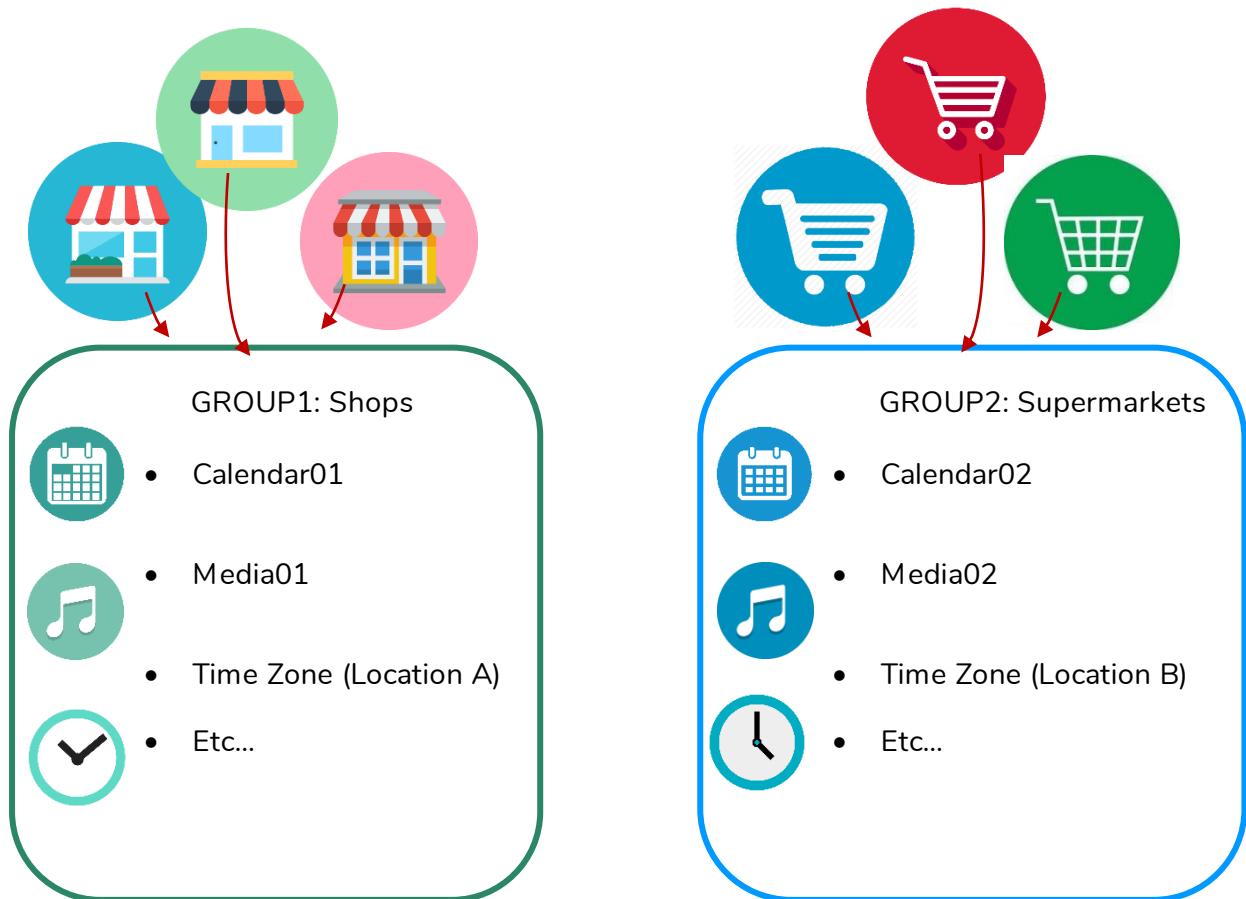 GROUP1: Shops
• Calendar01
• Media01
• Time Zone (Location A)
• Etc...
GROUP2: Supermarkets
• Calendar02
• Media02
• Time Zone (Location B)
• Etc...